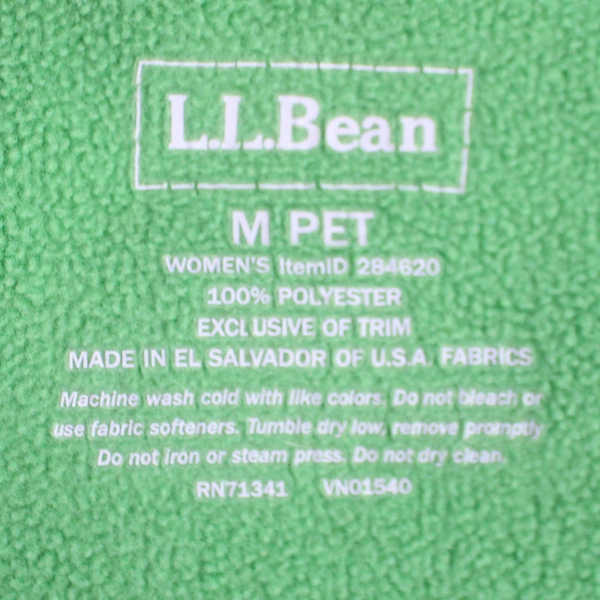 L.L.Bean
M PET
WOMEN'S ItemID 284620
100% POLYESTER
EXCLUSIVE OF TRIM
MADE IN EL SALVADOR OF U.S.A. FABRICS
Machine wash cold with like colors. Do not bleach or
use fabric softeners. Tumble dry low, remove promptly
Do not iron or steam press. Do not dry clean.
RN71341 VN01540